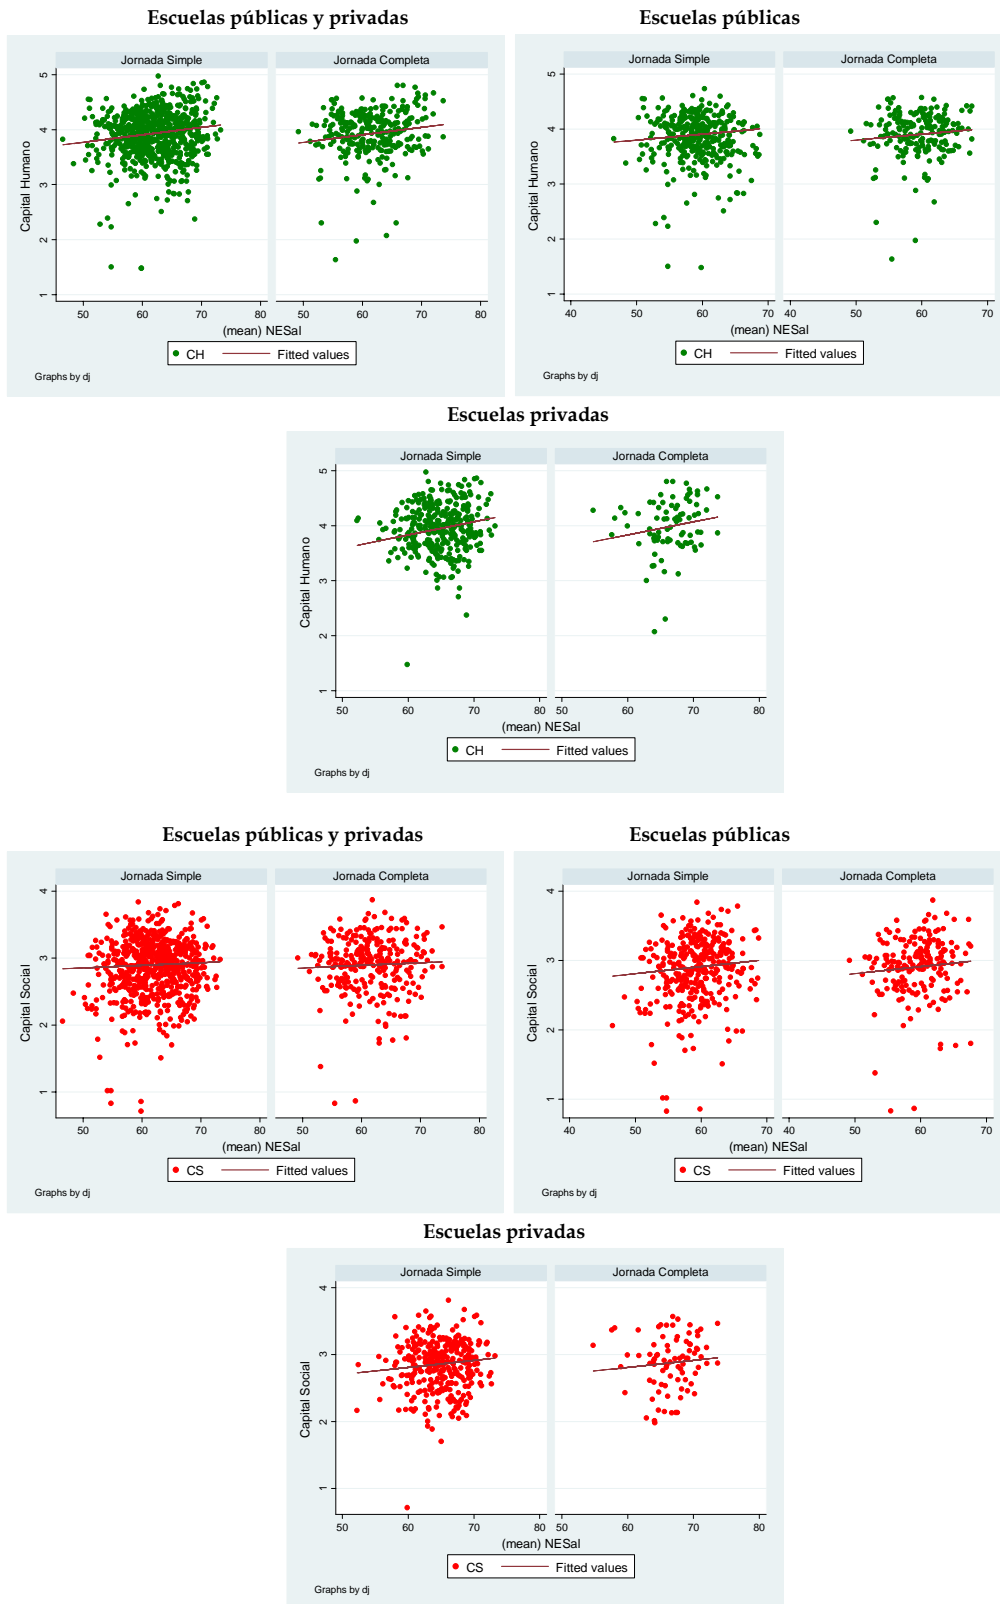 Escuelas públicas y privadas
Jornada Simple Jornada Completa
Capital Humano
5
4
3
2
1
50 60 70 80 50 60 70 80
(mean) NESal
CH Fitted values
Graphs by dj
Escuelas públicas
Jornada Simple Jornada Completa
Capital Humano
5
4
3
2
1
40 50 60 70 40 50 60 70
(mean) NESal
CH Fitted values
Graphs by dj
Escuelas privadas
Jornada Simple Jornada Completa
Capital Humano
5
4
3
2
1
50 60 70 80 50 60 70 80
(mean) NESal
CH Fitted values
Graphs by dj
Escuelas públicas y privadas
Jornada Simple Jornada Completa
Capital Social
4
3
2
1
50 60 70 80 50 60 70 80
(mean) NESal
CS Fitted values
Graphs by dj
Escuelas públicas
Jornada Simple Jornada Completa
Capital Social
4
3
2
1
40 50 60 70 40 50 60 70
(mean) NESal
CS Fitted values
Graphs by dj
Escuelas privadas
Jornada Simple Jornada Completa
Capital Social
4
3
2
1
50 60 70 80 50 60 70 80
(mean) NESal
CS Fitted values
Graphs by dj